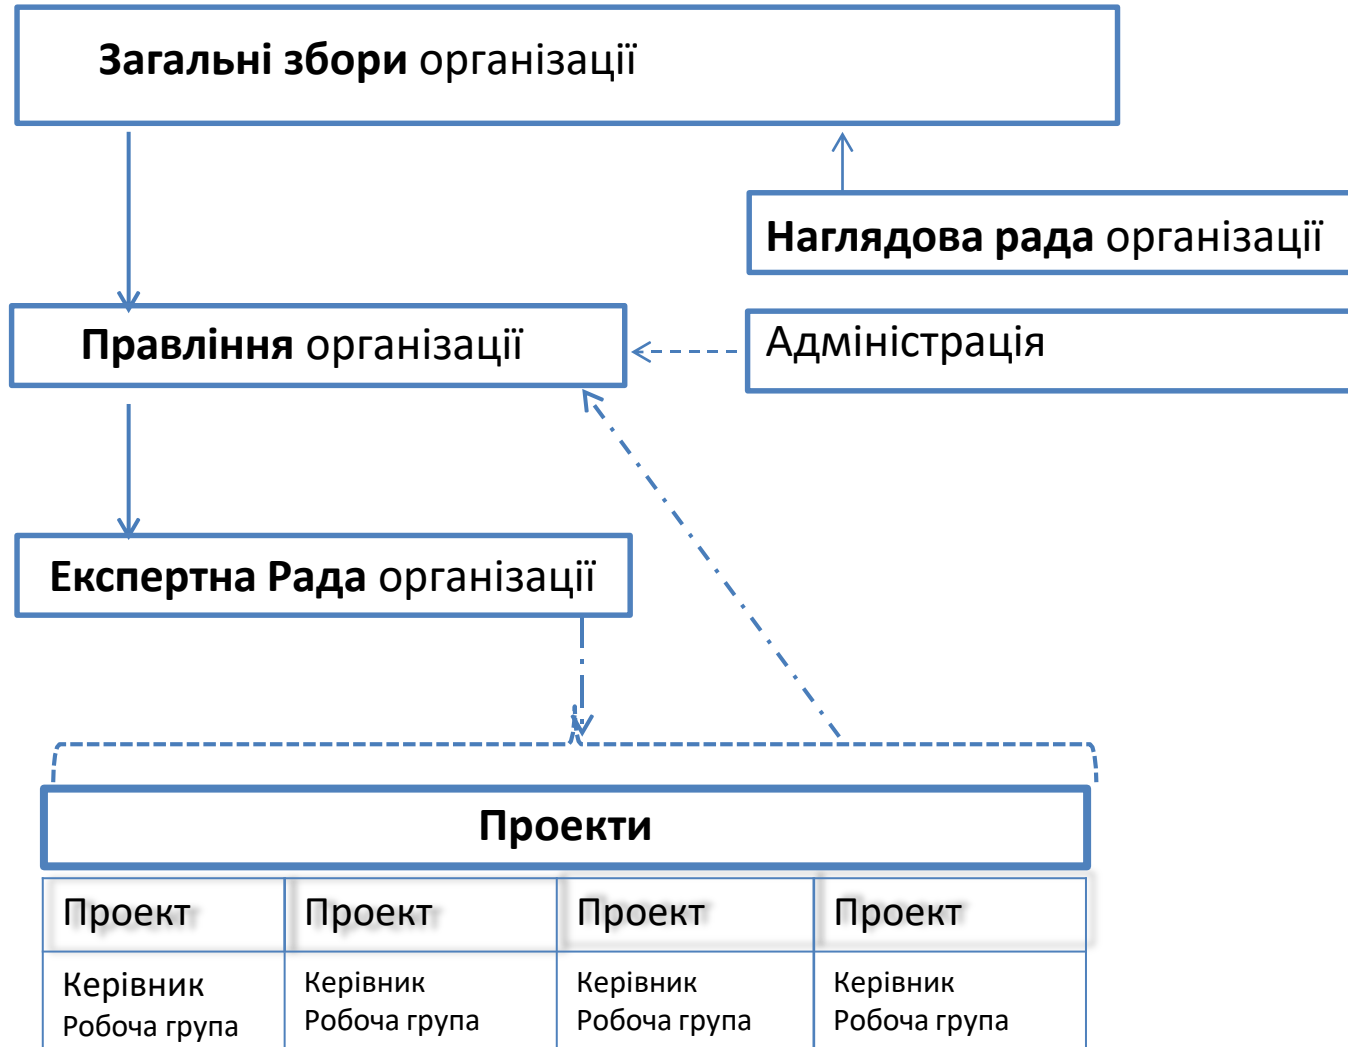 Загальні збори організації
Наглядова рада організації
Правління організації
Адміністрація
Експертна Рада організації
Проекти
Проект Проект Проект Проект
Керівник Керівник Керівник Керівник
Робоча група Робоча група Робоча група Робоча група